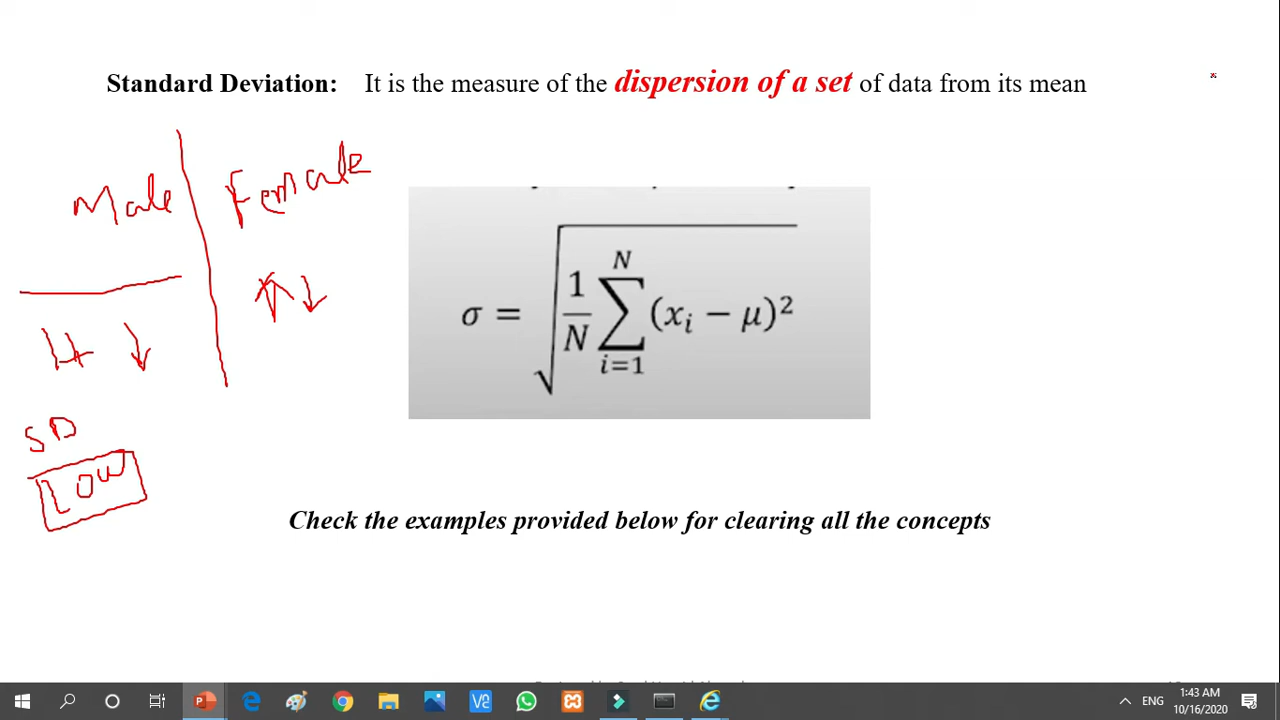 Standard Deviation: It is the measure of the dispersion of a set of data from its mean
Male Female
σ = √(1/N ∑_{i=1}^{N} (x_i − μ)²)
SD
LOW
Check the examples provided below for clearing all the concepts
ENG
1:43 AM
10/16/2020